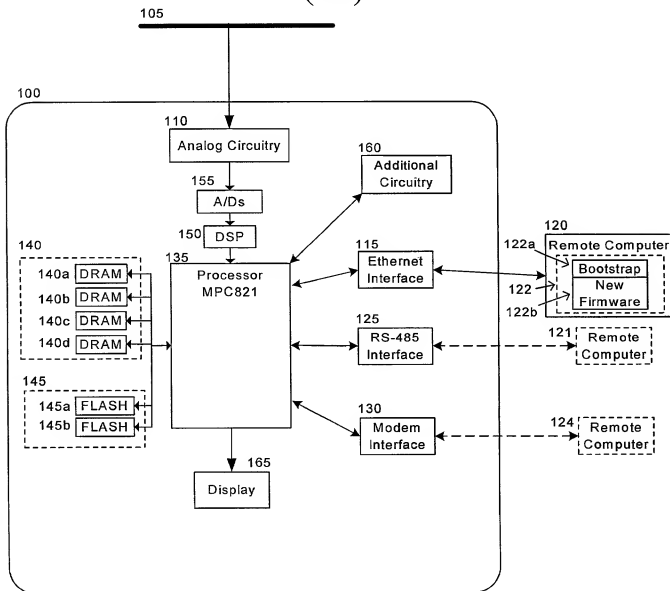 105
100
110
Analog Circuitry
155
A/Ds
150
DSP
160
Additional
Circuitry
135
Processor
MPC821
140
140a DRAM
140b DRAM
140c DRAM
140d DRAM
145
145a FLASH
145b FLASH
115
Ethernet
Interface
120
122a Remote Computer
122
Bootstrap
New
Firmware
122b
125
RS-485
Interface
121
Remote
Computer
130
Modem
Interface
124
Remote
Computer
165
Display